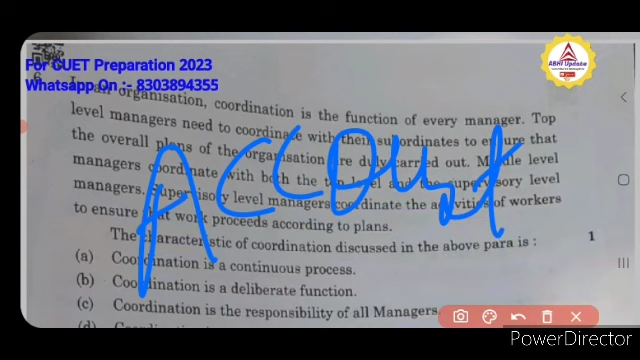 For CUET Preparation 2023
Whatsapp On :- 8303894355
ABHI Update
6.
In an organisation, coordination is the function of every manager. Top
level managers need to coordinate with their subordinates to ensure that
the overall plans of the organisation are duly carried out. Middle level
managers coordinate with both the top level and the supervisory level
managers. Supervisory level managers coordinate the activities of workers
to ensure that work proceeds according to plans.
The characteristic of coordination discussed in the above para is :
1
(a) Coordination is a continuous process.
(b) Coordination is a deliberate function.
(c) Coordination is the responsibility of all Managers
(d)
Account
PowerDirector